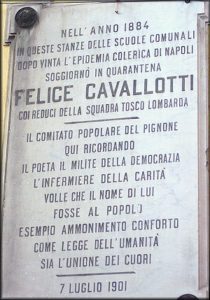 NELL'ANNO 1884
IN QUESTE STANZE DELLE SCUOLE COMUNALI
DOPO VINTA L'EPIDEMIA COLERICA DI NAPOLI
SOGGIORNO IN QUARANTENA
FELICE CAVALLOTTI
COI REDUCI DELLA SQUADRA TOSCO LOMBARDA
IL COMITATO POPOLARE DEL PIGNONE
QUI RICORDANDO
IL POETA IL MILITE DELLA DEMOCRAZIA
L'INFERMIERE DELLA CARITÀ
VOLLE CHE IL NOME DI LUI
FOSSE AL POPOLO
ESEMPIO AMMONIMENTO CONFORTO
COME LEGGE DELL'UMANITÀ
SIA L'UNIONE DEI CUORI
7 LUGLIO 1901